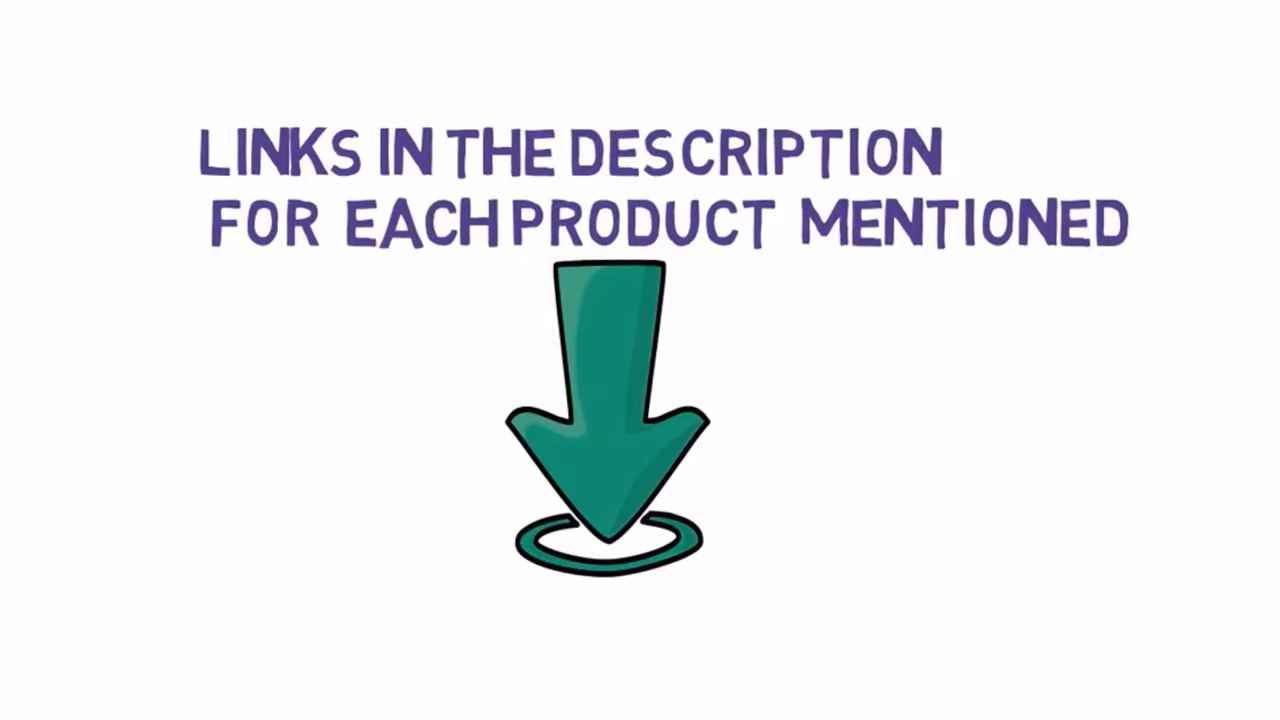 LINKS IN THE DESCRIPTION
FOR EACH PRODUCT MENTIONED